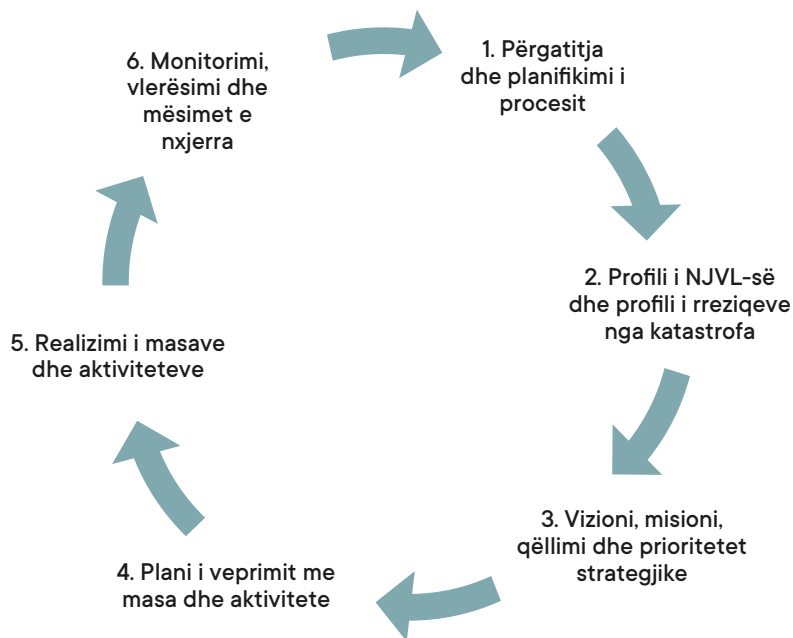 1. Përgatitja
dhe planifikimi i
procesit
2. Profili i NJVL-së
dhe profili i rreziqeve
nga katastrofa
3. Vizioni, misioni,
qëllimi dhe prioritetet
strategjike
4. Plani i veprimit me
masa dhe aktivitete
5. Realizimi i masave
dhe aktiviteteve
6. Monitorimi,
vlerësimi dhe
mësimet e
nxjerra